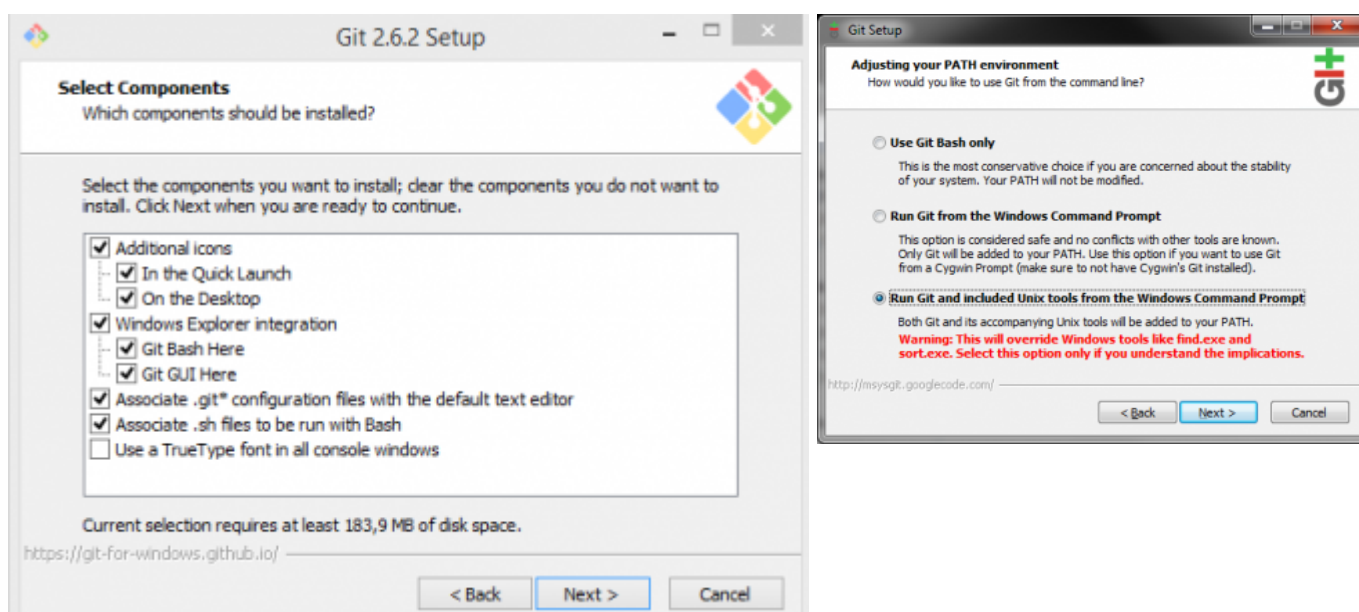 Git 2.6.2 Setup
Select Components
Which components should be installed?
Select the components you want to install; clear the components you do not want to
install. Click Next when you are ready to continue.
Additional icons
In the Quick Launch
On the Desktop
Windows Explorer integration
Git Bash Here
Git GUI Here
Associate .git* configuration files with the default text editor
Associate .sh files to be run with Bash
Use a TrueType font in all console windows
Current selection requires at least 183,9 MB of disk space.
https://git-for-windows.github.io/
< Back Next > Cancel
Git Setup
Adjusting your PATH environment
How would you like to use Git from the command line?
Git
Use Git Bash only
This is the most conservative choice if you are concerned about the stability
of your system. Your PATH will not be modified.
Run Git from the Windows Command Prompt
This option is considered safe and no conflicts with other tools are known.
Only Git will be added to your PATH. Use this option if you want to use Git
from a Cygwin Prompt (make sure to not have Cygwin's Git installed).
Run Git and included Unix tools from the Windows Command Prompt
Both Git and its accompanying Unix tools will be added to your PATH.
Warning: This will override Windows tools like find.exe and
sort.exe. Select this option only if you understand the implications.
http://msysgit.googlecode.com/
< Back Next > Cancel